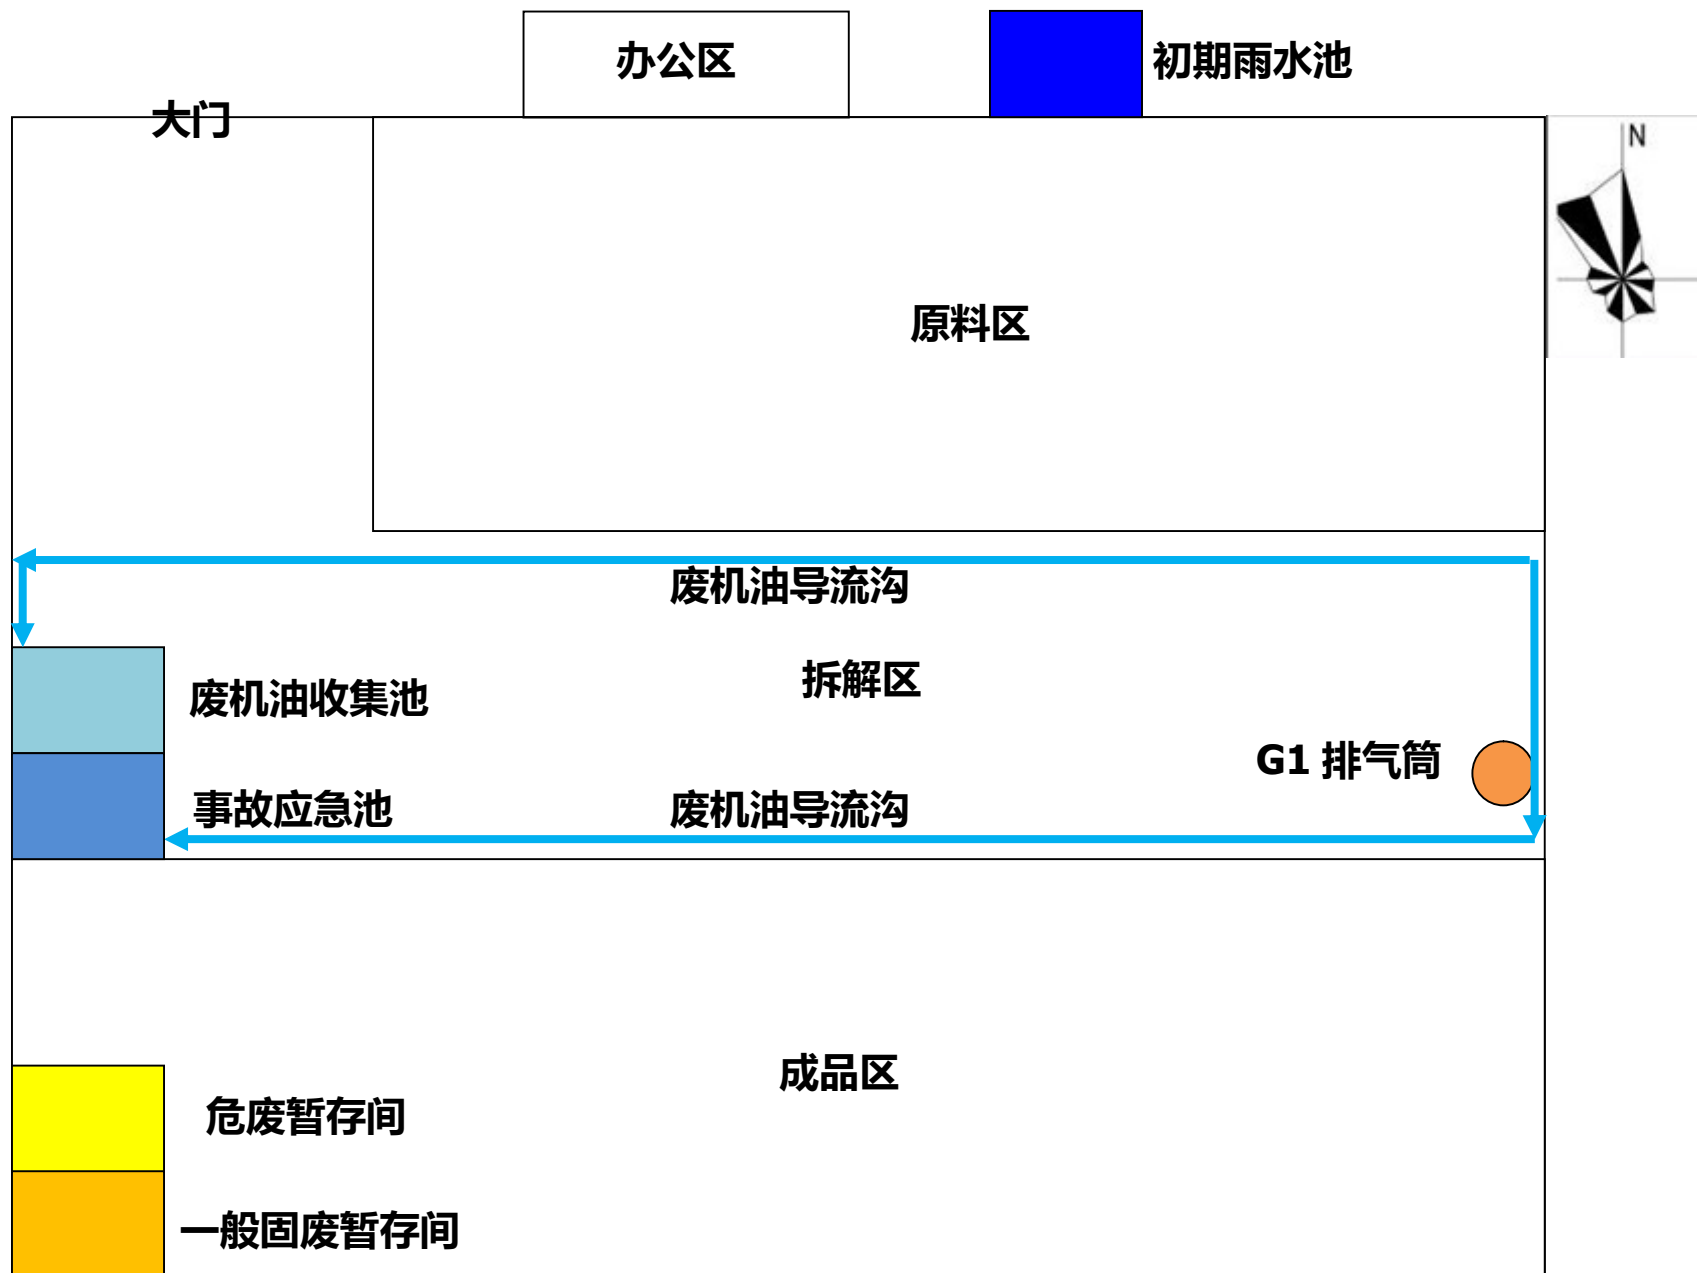 办公区
初期雨水池
大门
N
原料区
废机油导流沟
拆解区
废机油收集池
G1 排气筒
事故应急池
废机油导流沟
成品区
危废暂存间
一般固废暂存间